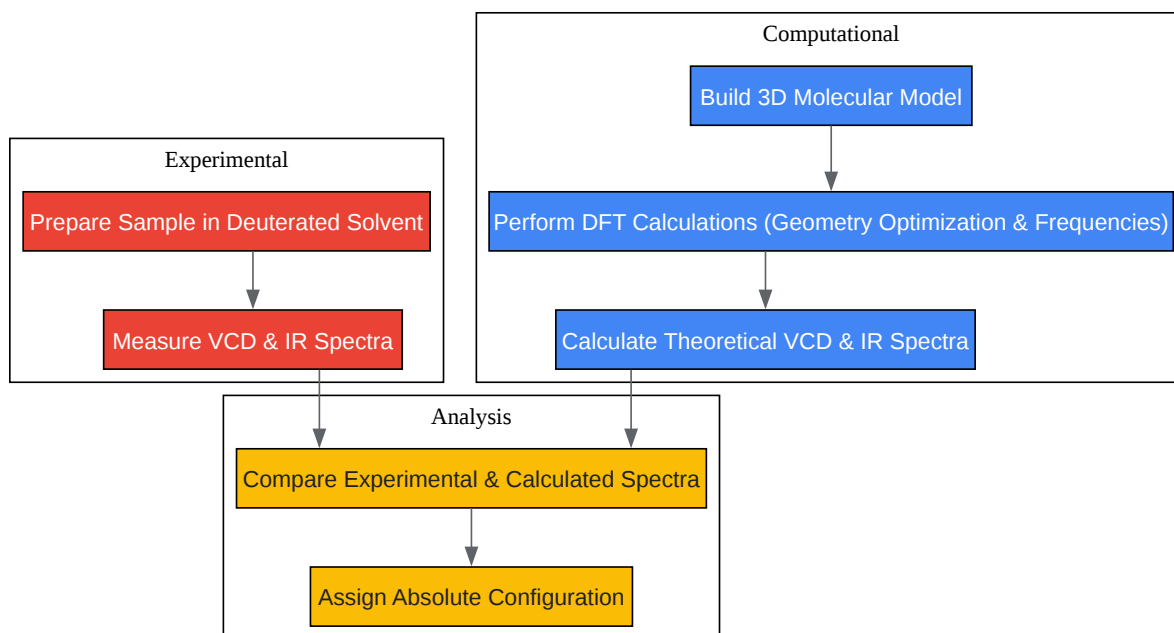 Computational
Build 3D Molecular Model
Experimental
Prepare Sample in Deuterated Solvent
Perform DFT Calculations (Geometry Optimization & Frequencies)
Measure VCD & IR Spectra
Calculate Theoretical VCD & IR Spectra
Analysis
Compare Experimental & Calculated Spectra
Assign Absolute Configuration